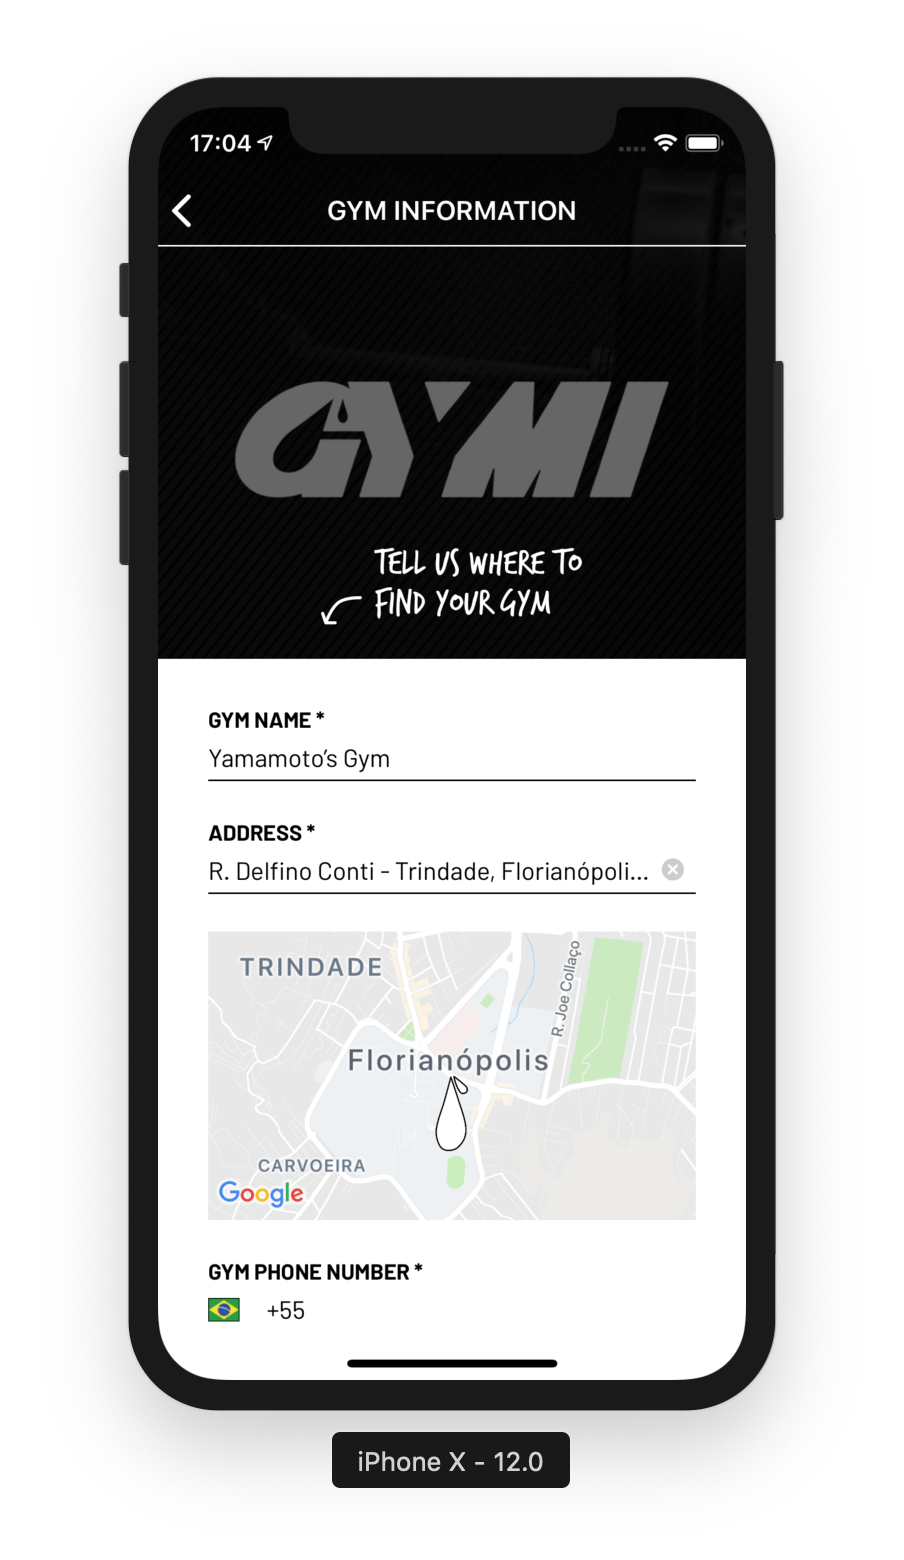 17:04
GYM INFORMATION
GYMI
TELL US WHERE TO
FIND YOUR GYM
GYM NAME *
Yamamoto's Gym
ADDRESS *
R. Delfino Conti - Trindade, Florianópoli...
TRINDADE
R. Joe Collaço
Florianópolis
CARVOEIRA
Google
GYM PHONE NUMBER *
+55
iPhone X - 12.0